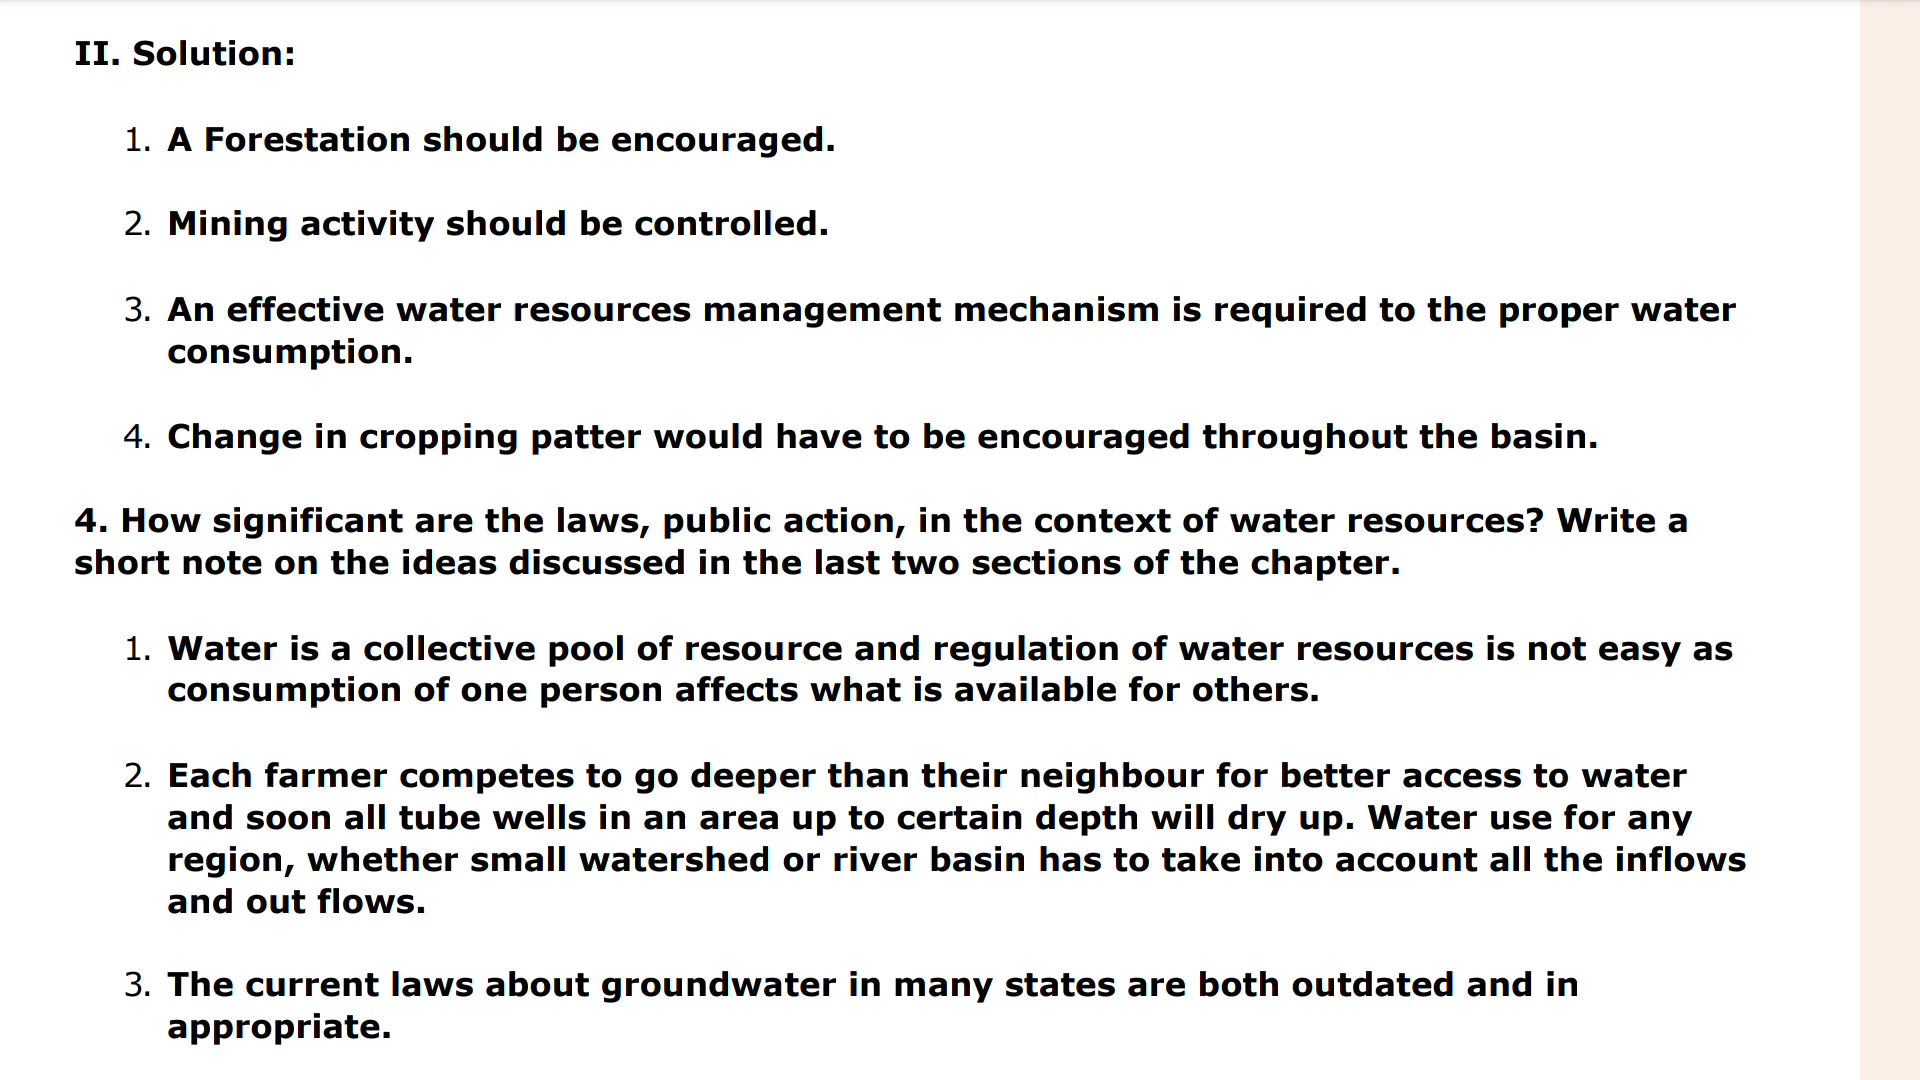 II. Solution:
1. A Forestation should be encouraged.
2. Mining activity should be controlled.
3. An effective water resources management mechanism is required to the proper water
consumption.
4. Change in cropping patter would have to be encouraged throughout the basin.
4. How significant are the laws, public action, in the context of water resources? Write a
short note on the ideas discussed in the last two sections of the chapter.
1. Water is a collective pool of resource and regulation of water resources is not easy as
consumption of one person affects what is available for others.
2. Each farmer competes to go deeper than their neighbour for better access to water
and soon all tube wells in an area up to certain depth will dry up. Water use for any
region, whether small watershed or river basin has to take into account all the inflows
and out flows.
3. The current laws about groundwater in many states are both outdated and in
appropriate.